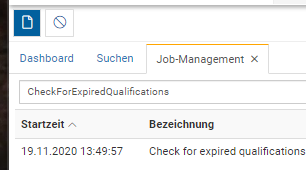 Dashboard Suchen Job-Management ×
CheckForExpiredQualifications
Startzeit Bezeichnung
19.11.2020 13:49:57 Check for expired qualifications